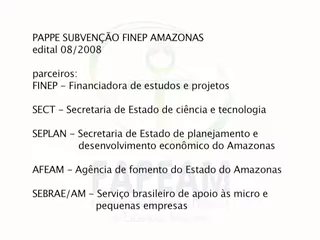 PAPPE SUBVENÇÃO FINEP AMAZONAS
edital 08/2008
parceiros:
FINEP - Financiadora de estudos e projetos
SECT - Secretaria de Estado de ciência e tecnologia
SEPLAN - Secretaria de Estado de planejamento e
desenvolvimento econômico do Amazonas
AFEAM - Agência de fomento do Estado do Amazonas
FAPEAM
SEBRAE/AM - Serviço brasileiro de apoio às micro e
pequenas empresas